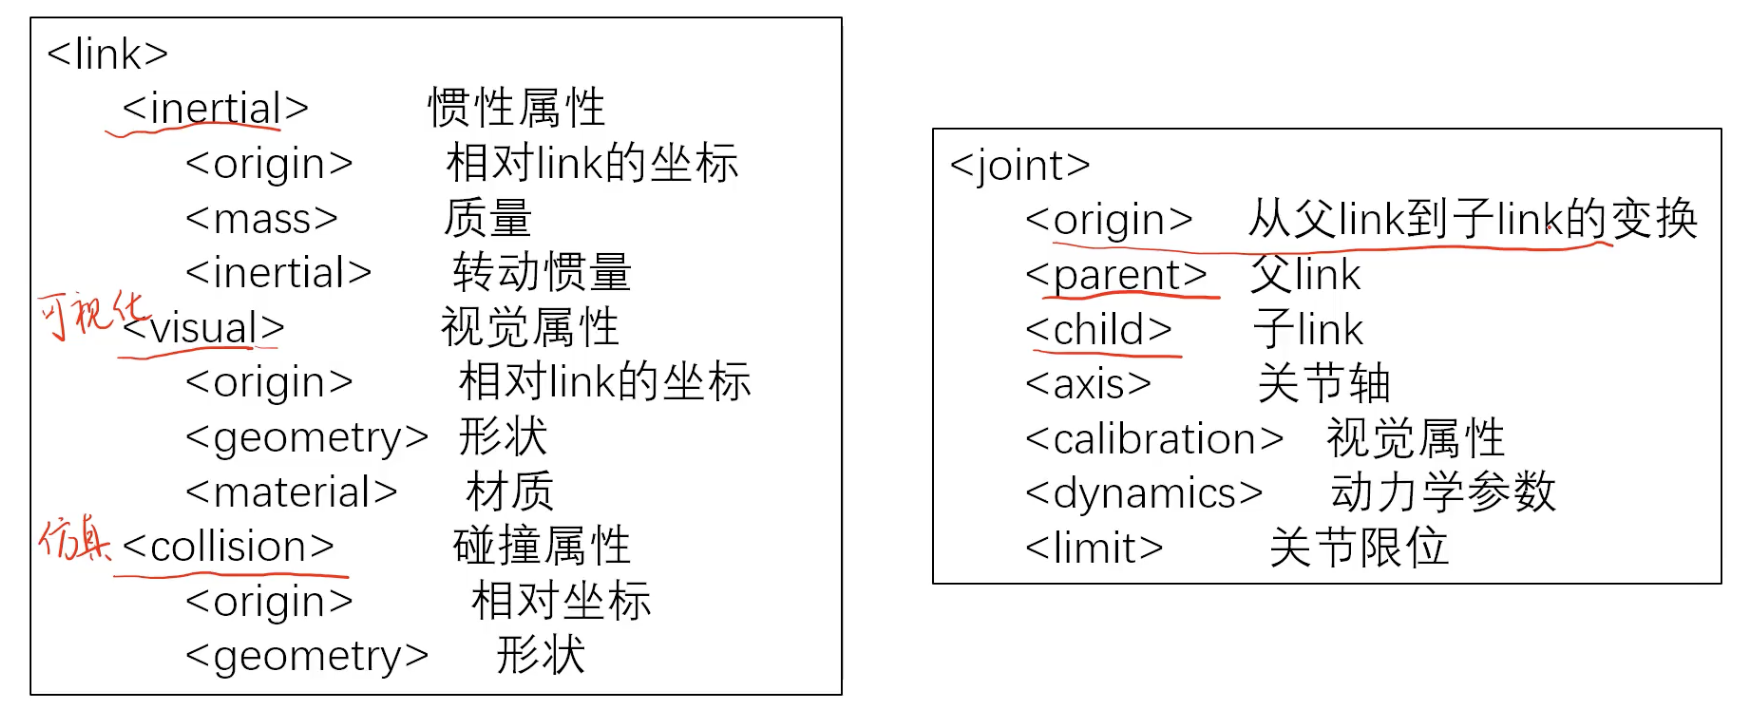 <link>
<inertial> 惯性属性
<origin> 相对link的坐标
<mass> 质量
<inertial> 转动惯量
可视化
<visual> 视觉属性
<origin> 相对link的坐标
<geometry> 形状
<material> 材质
仿真 <collision> 碰撞属性
<origin> 相对坐标
<geometry> 形状
<joint>
<origin> 从父link到子link的变换
<parent> 父link
<child> 子link
<axis> 关节轴
<calibration> 视觉属性
<dynamics> 动力学参数
<limit> 关节限位